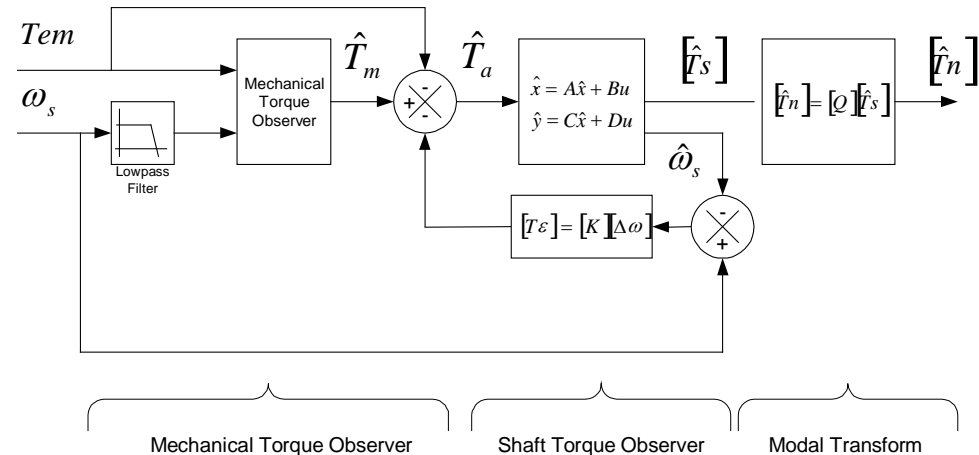 Tem
ω_s
Lowpass
Filter
Mechanical
Torque
Observer
T̂_m
+
-
-
T̂_a
x̂ = Ax̂ + Bu
ŷ = Cx̂ + Du
[T̂s]
ω̂_s
[T̂n] = [Q][T̂s]
[T̂n]
[Tε] = [K][Δω]
-
+
Mechanical Torque Observer
Shaft Torque Observer
Modal Transform